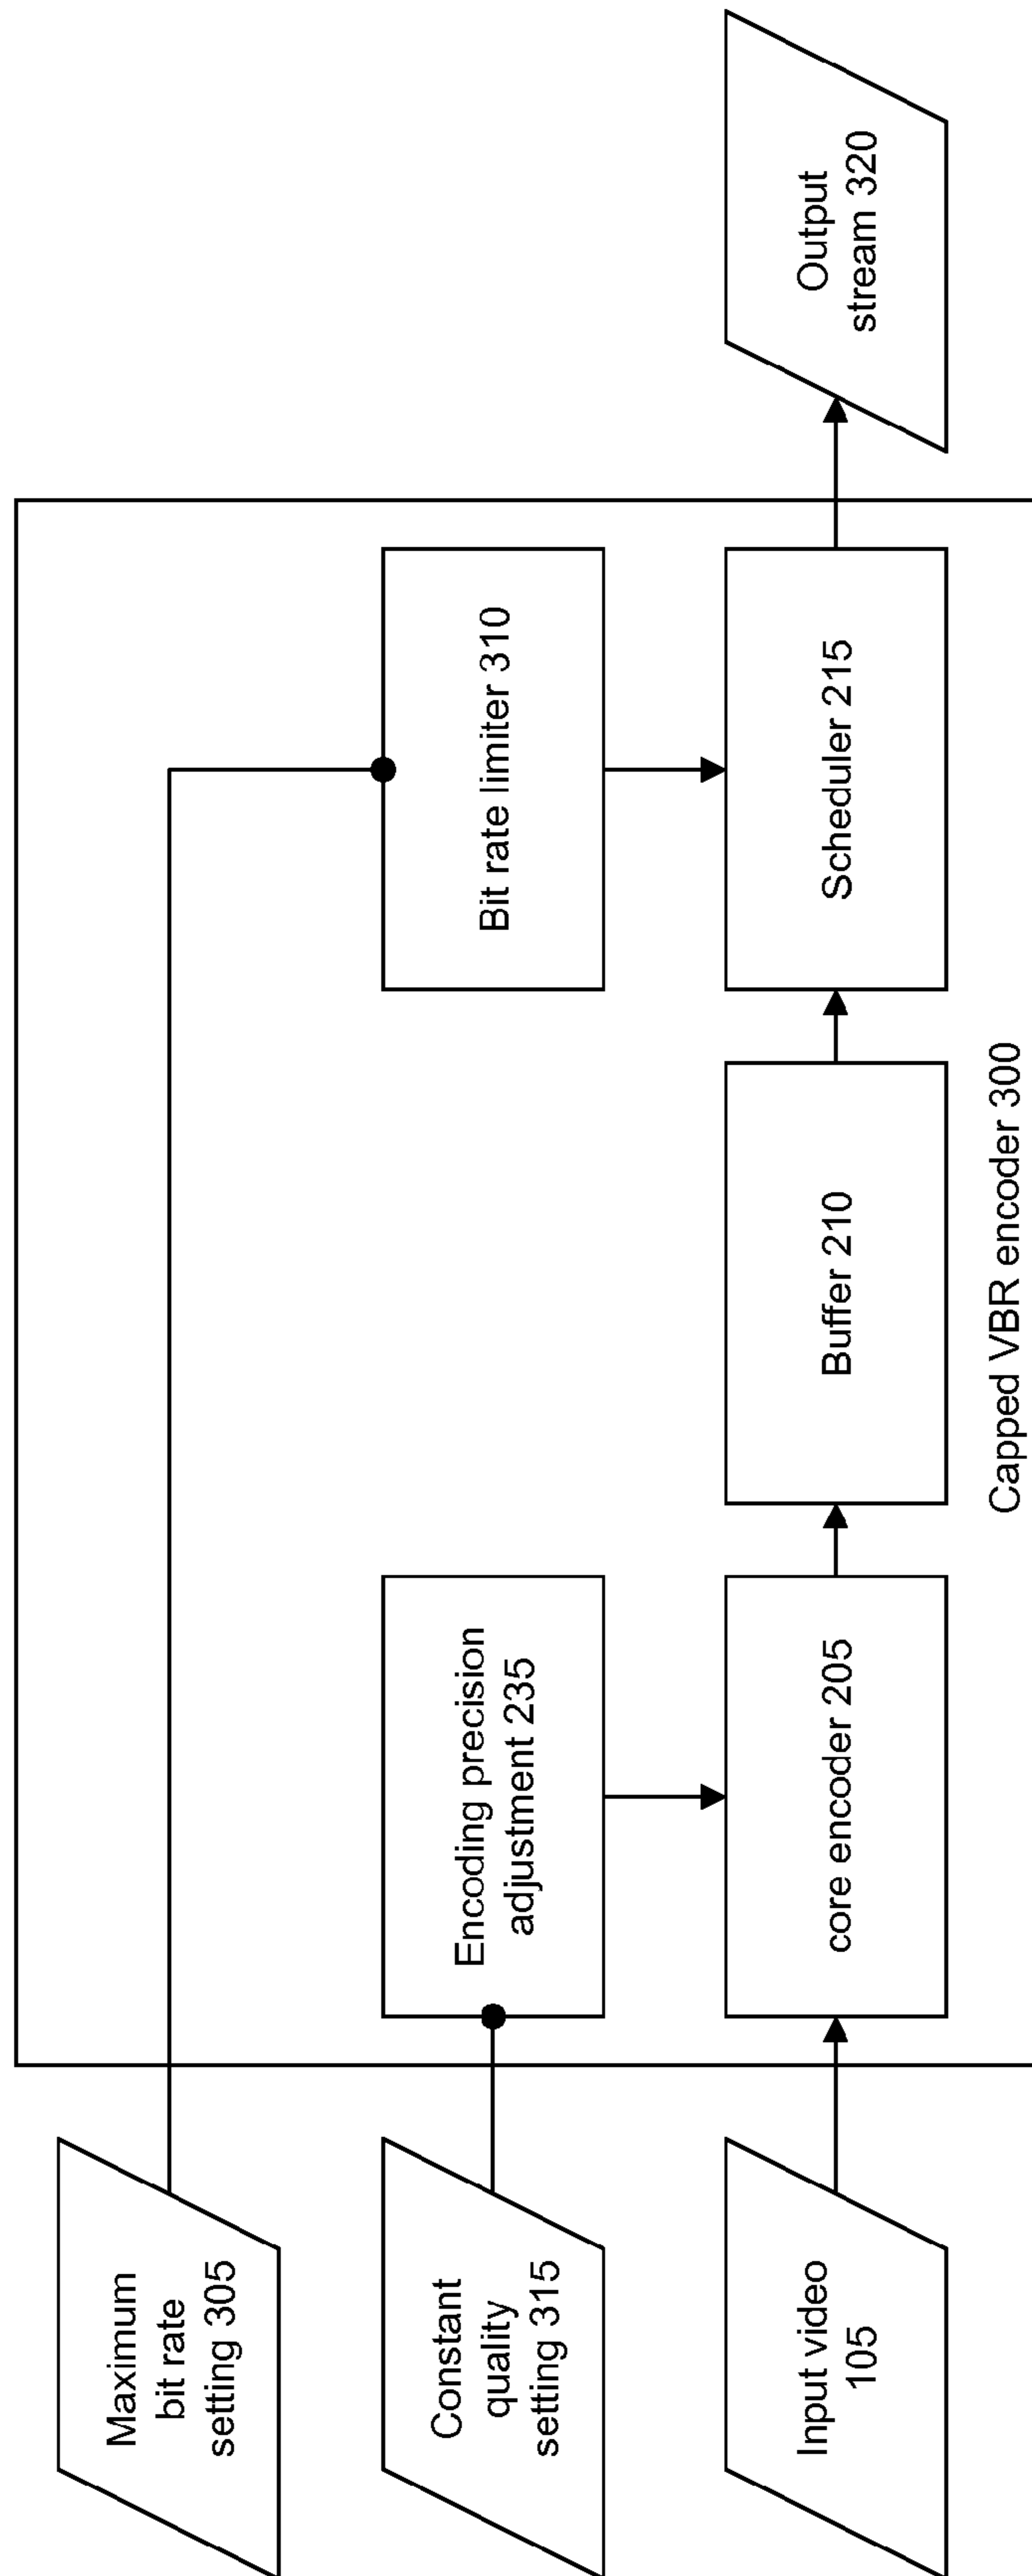 Maximum
bit rate
setting 305
Constant
quality
setting 315
Input video
105
Encoding precision
adjustment 235
core encoder 205
Buffer 210
Bit rate limiter 310
Scheduler 215
Output
stream 320
Capped VBR encoder 300